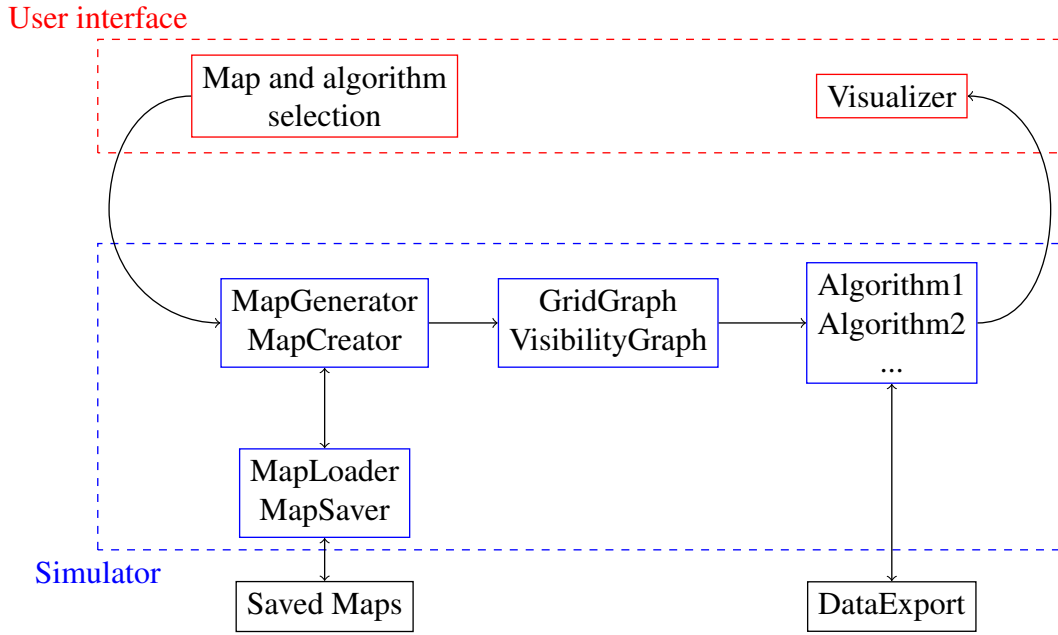 User interface
Map and algorithm
selection
Visualizer
MapGenerator
MapCreator
GridGraph
VisibilityGraph
Algorithm1
Algorithm2
...
MapLoader
MapSaver
Simulator
Saved Maps
DataExport